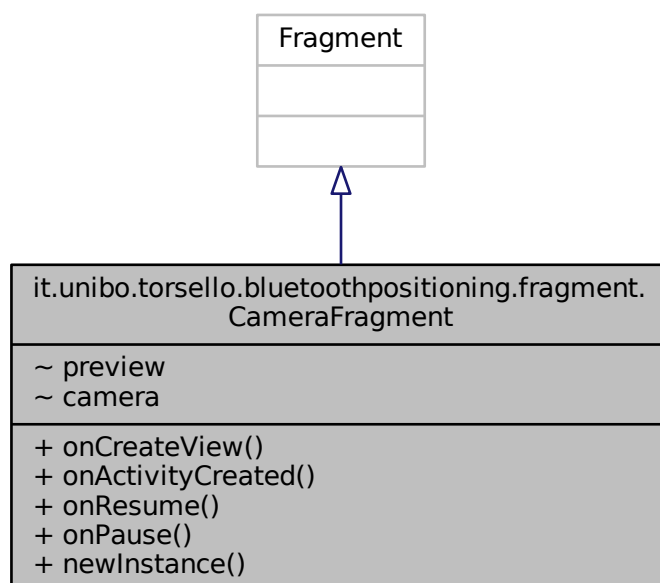 Fragment
it.unibo.torsello.bluetoothpositioning.fragment.
CameraFragment
~ preview
~ camera
+ onCreateView()
+ onActivityCreated()
+ onResume()
+ onPause()
+ newInstance()